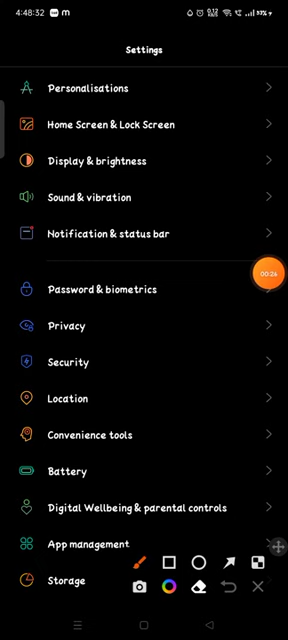 4:48:32 m 53%
Settings
Personalisations
Home Screen & Lock Screen
Display & brightness
Sound & vibration
Notification & status bar
00:26
Password & biometrics
Privacy
Security
Location
Convenience tools
Battery
Digital Wellbeing & parental controls
App management
Storage